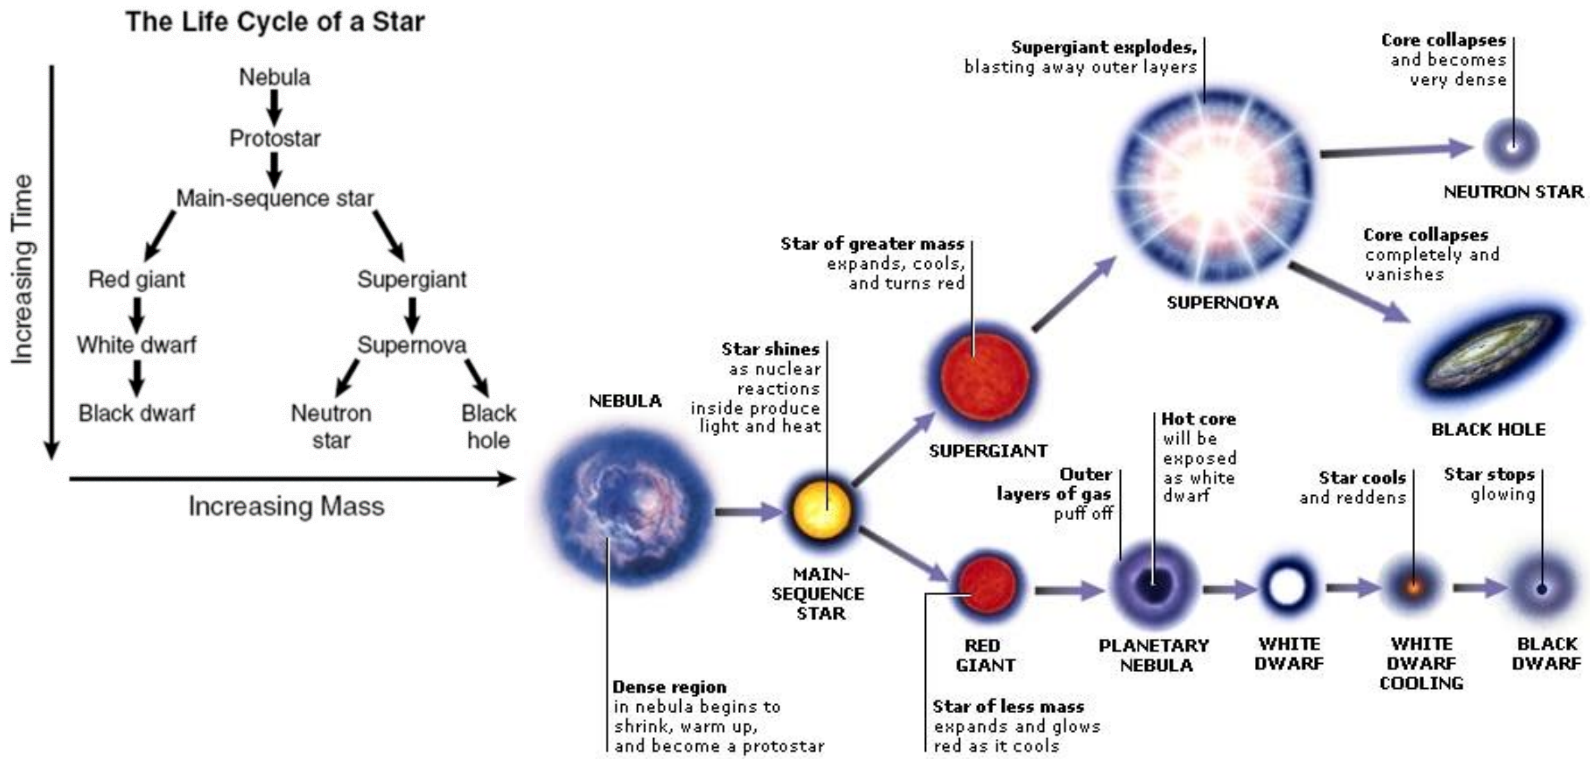 The Life Cycle of a Star
Increasing Time
Nebula
Protostar
Main-sequence star
Red giant
Supergiant
White dwarf
Supernova
Black dwarf
Neutron
star
Black
hole
Increasing Mass
NEBULA
Dense region
in nebula begins to
shrink, warm up,
and become a protostar
Star shines
as nuclear
reactions
inside produce
light and heat
MAIN-
SEQUENCE
STAR
Star of greater mass
expands, cools,
and turns red
SUPERGIANT
Supergiant explodes,
blasting away outer layers
SUPERNOVA
Core collapses
and becomes
very dense
NEUTRON STAR
Core collapses
completely and
vanishes
BLACK HOLE
Star of less mass
expands and glows
red as it cools
RED
GIANT
Outer
layers of gas
puff off
Hot core
will be
exposed
as white
dwarf
PLANETARY
NEBULA
WHITE
DWARF
Star cools
and reddens
WHITE
DWARF
COOLING
Star stops
glowing
BLACK
DWARF